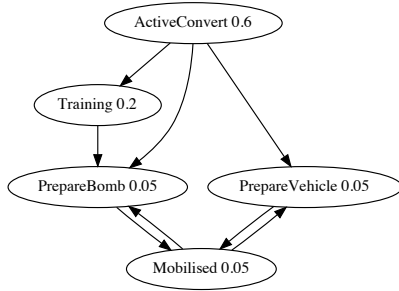 ActiveConvert 0.6
Training 0.2
PrepareBomb 0.05
PrepareVehicle 0.05
Mobilised 0.05